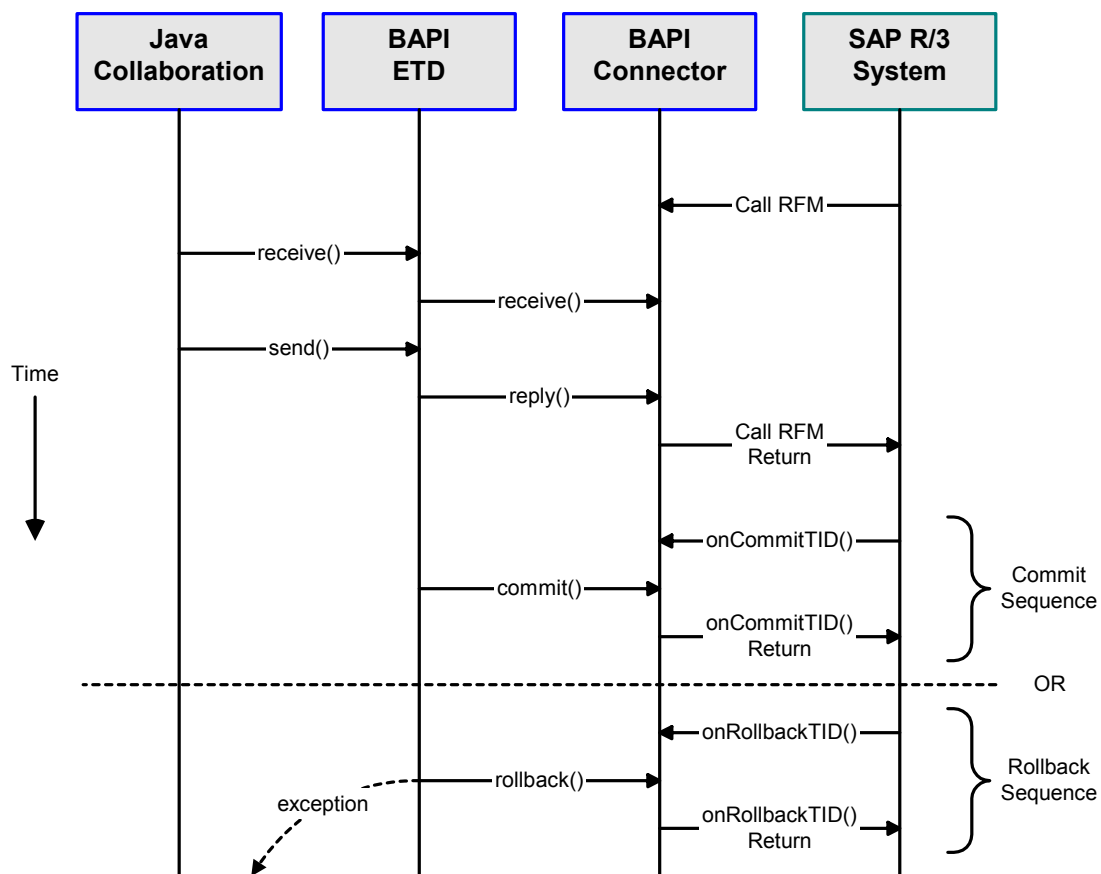 Java
Collaboration
BAPI
ETD
BAPI
Connector
SAP R/3
System
Call RFM
receive()
receive()
send()
Time
reply()
Call RFM
Return
onCommitTID()
commit()
Commit
Sequence
onCommitTID()
Return
OR
onRollbackTID()
rollback()
Rollback
Sequence
exception
onRollbackTID()
Return